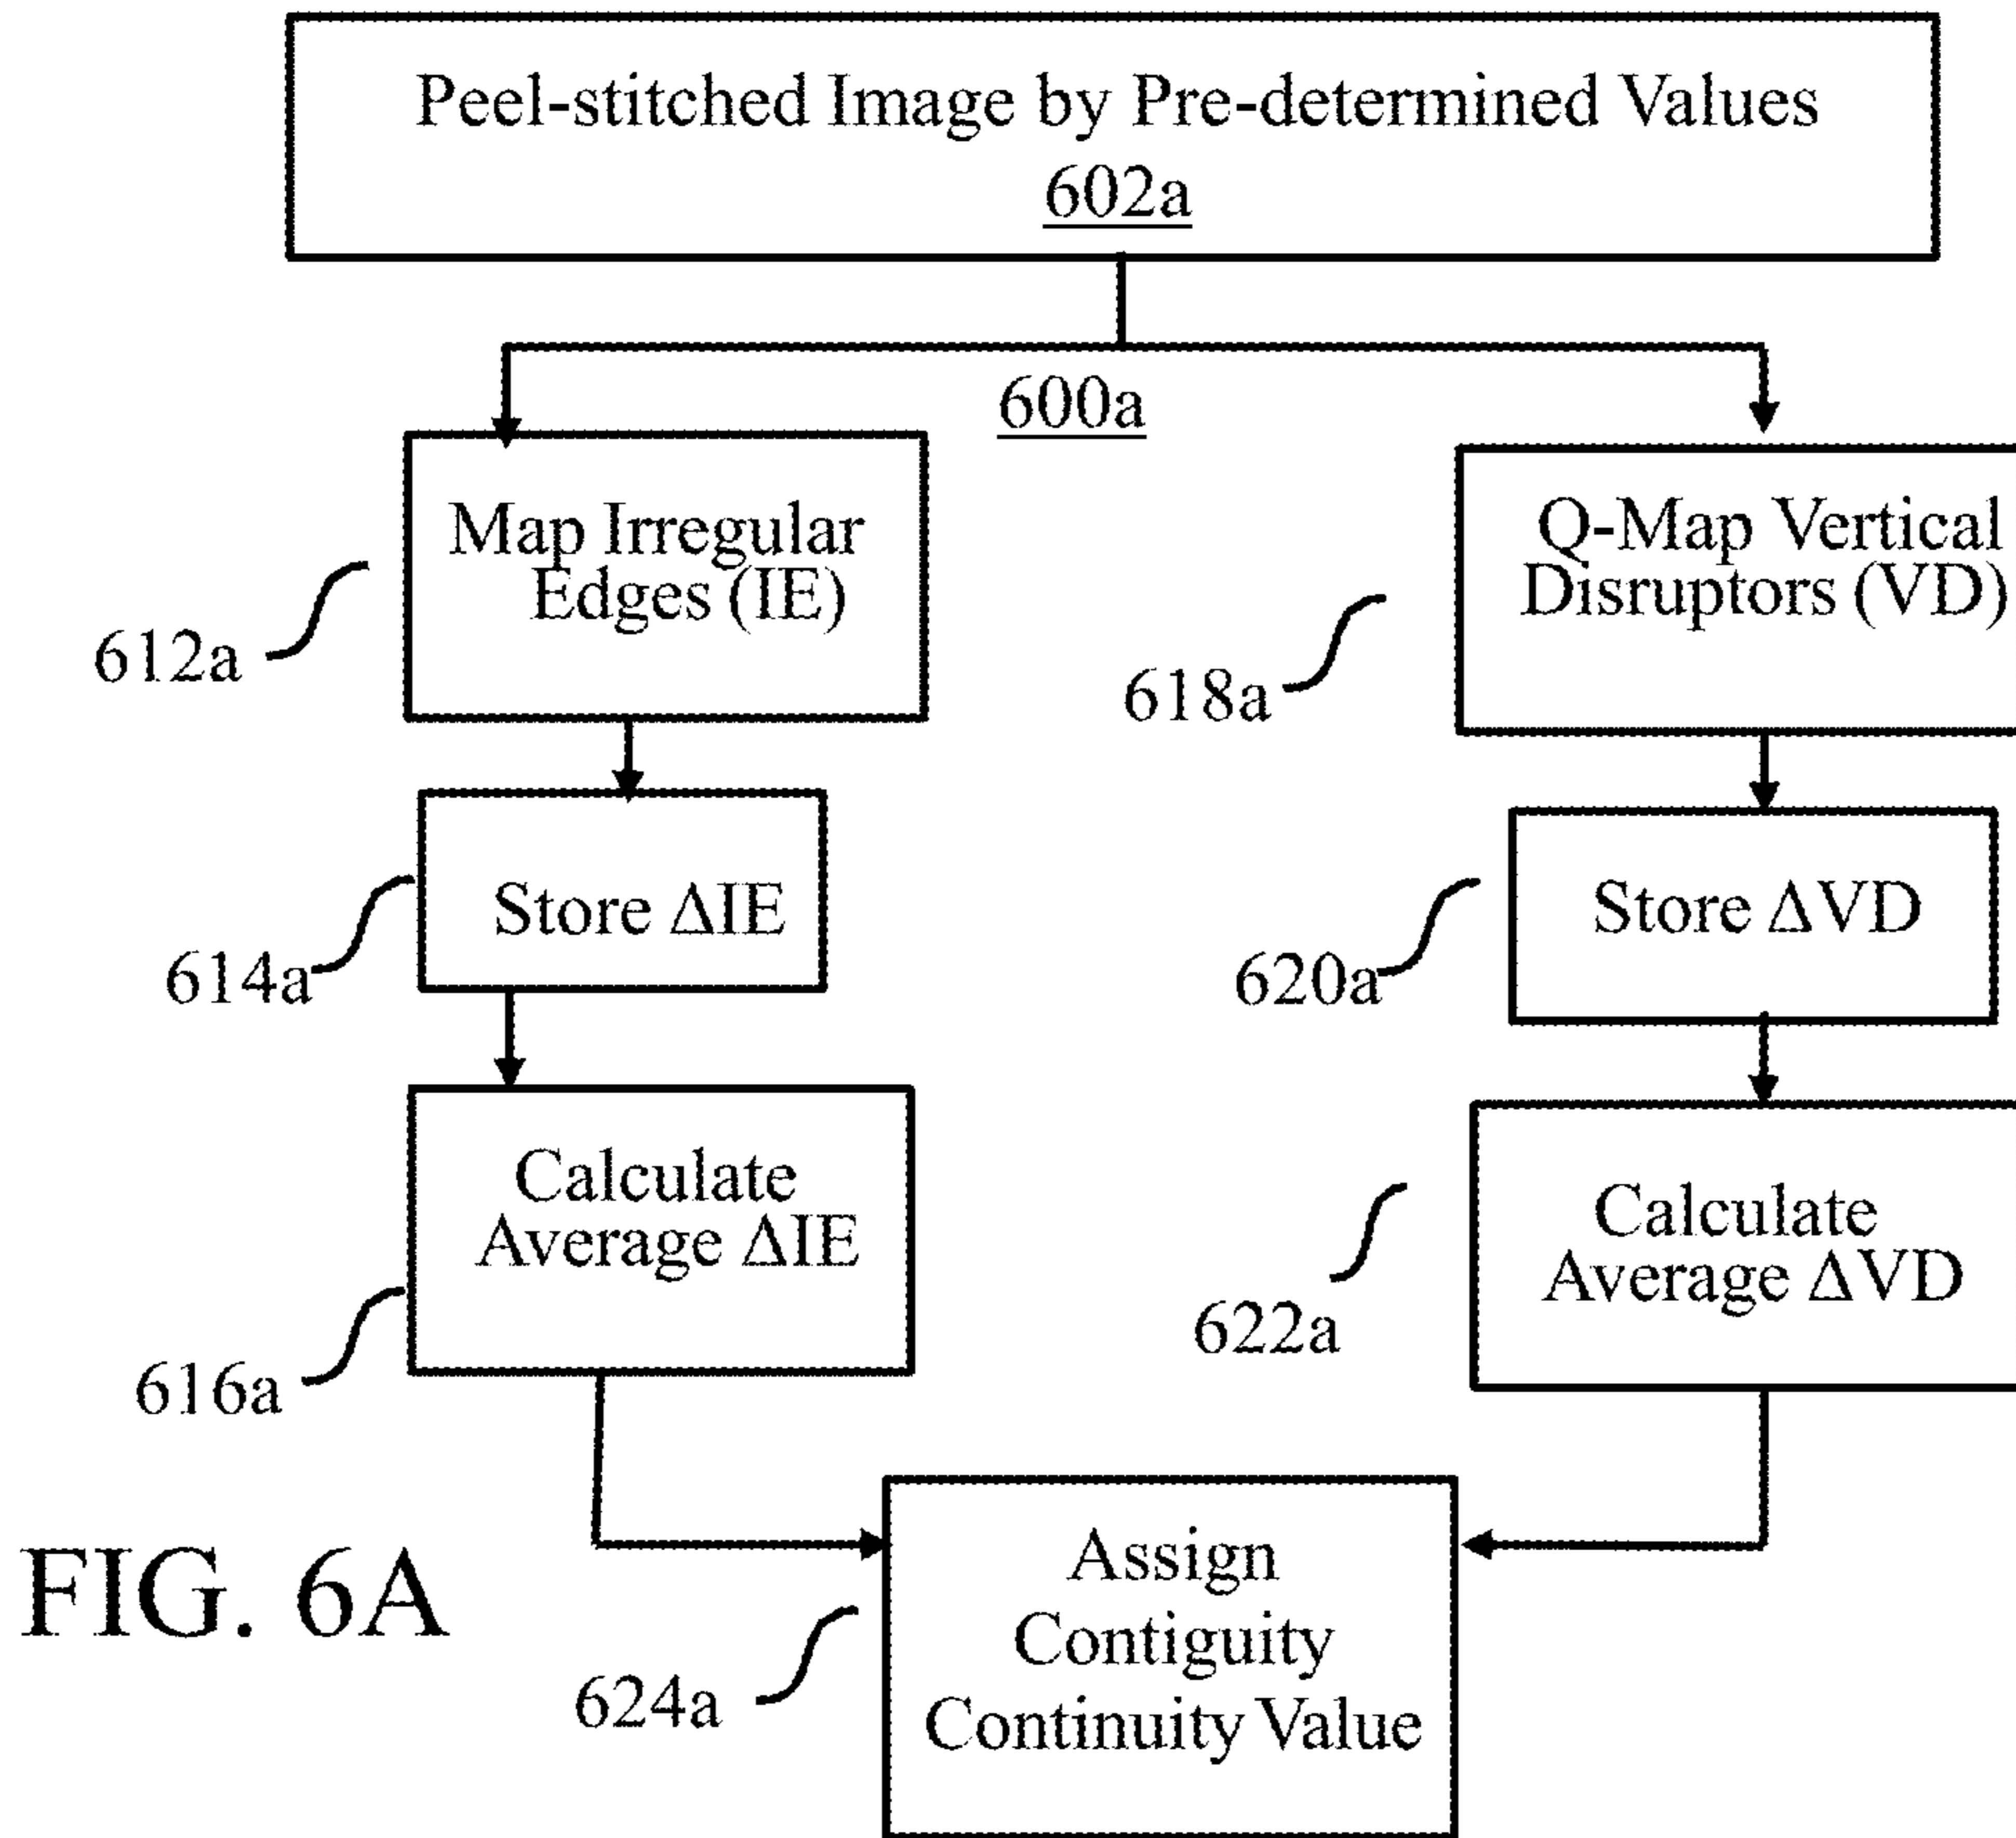 Peel-stitched Image by Pre-determined Values
602a
600a
Map Irregular
Edges (IE)
612a
Q-Map Vertical
Disruptors (VD)
618a
Store ΔIE
614a
Store ΔVD
620a
Calculate
Average ΔIE
616a
Calculate
Average ΔVD
622a
Assign
Contiguity
Continuity Value
624a
FIG. 6A